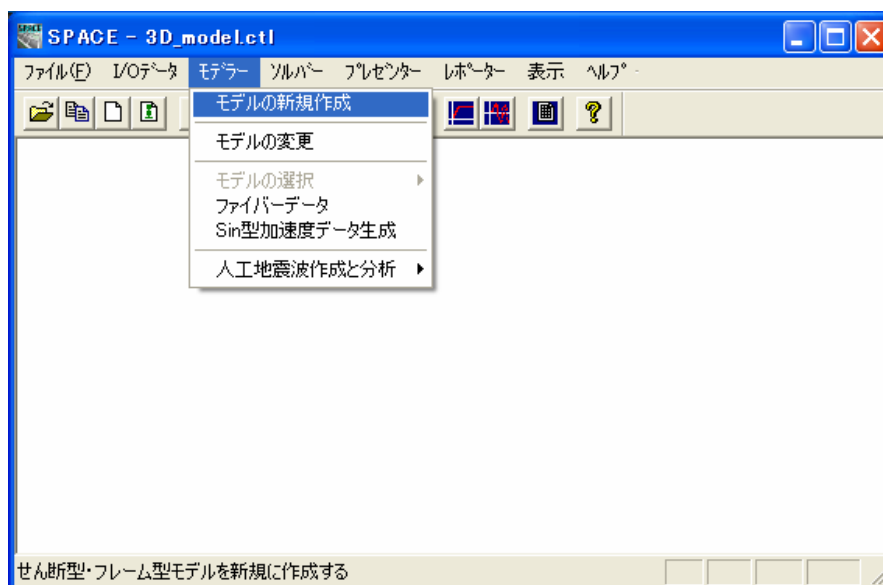 SPACE - 3D_model.ctl
ファイル(F) I/Oデータ モデラー ソルバー プレゼンター レポーター 表示 ヘルプ
モデルの新規作成
モデルの変更
モデルの選択
ファイバーデータ
Sin型加速度データ生成
人工地震波作成と分析
せん断型・フレーム型モデルを新規に作成する